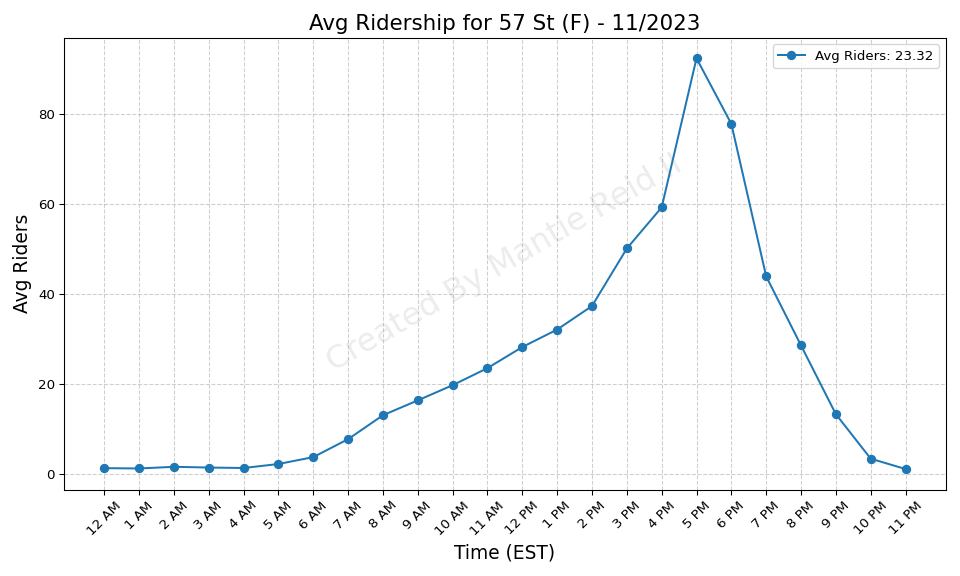 Avg Ridership for 57 St (F) - 11/2023
Avg Riders: 23.32
Avg Riders
80
60
40
20
0
Created By Mantie Reid II
12 AM
1 AM
2 AM
3 AM
4 AM
5 AM
6 AM
7 AM
8 AM
9 AM
10 AM
11 AM
12 PM
1 PM
2 PM
3 PM
4 PM
5 PM
6 PM
7 PM
8 PM
9 PM
10 PM
11 PM
Time (EST)